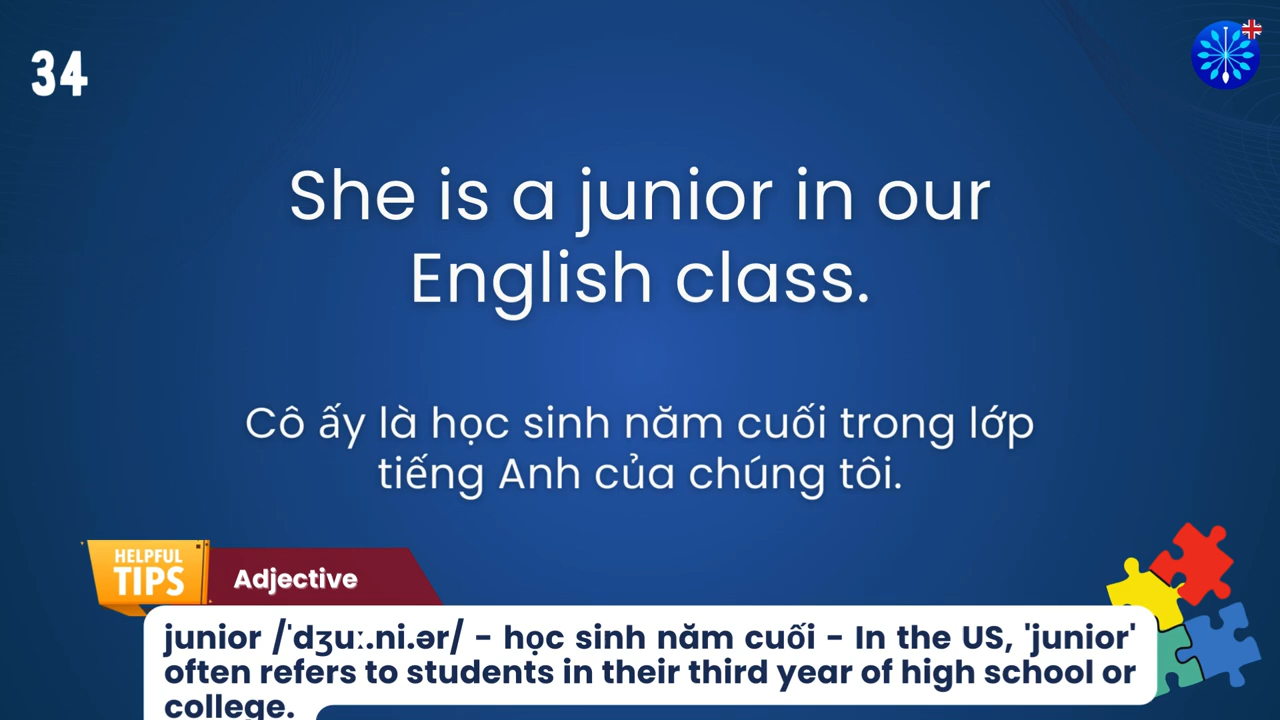 34
She is a junior in our
English class.
Cô ấy là học sinh năm cuối trong lớp
tiếng Anh của chúng tôi.
HELPFUL
TIPS
Adjective
junior /ˈdʒuː.ni.ər/ - học sinh năm cuối - In the US, 'junior'
often refers to students in their third year of high school or
college.